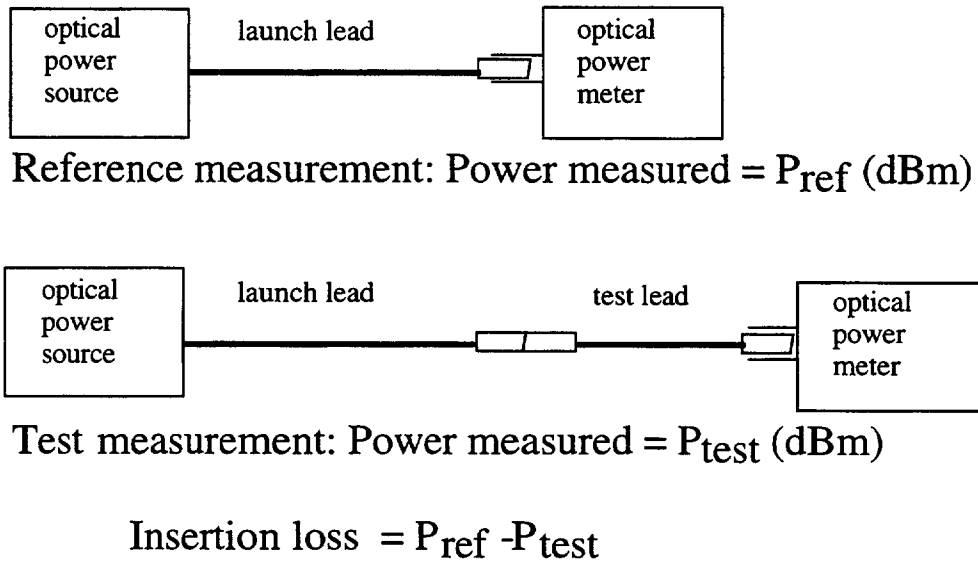 optical
power
source
launch lead
optical
power
meter
Reference measurement: Power measured = Pref (dBm)
optical
power
source
launch lead
test lead
optical
power
meter
Test measurement: Power measured = Ptest (dBm)
Insertion loss = Pref -Ptest